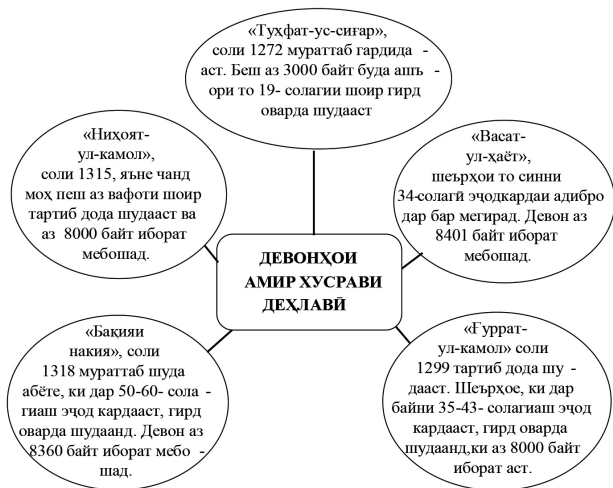 «Туҳфат-ус-сиғар»,
соли 1272 мураттаб гардида -
аст. Беш аз 3000 байт буда ашъ -
ори то 19- солагии шоир гирд
оварда шудааст
«Ниҳоят-
ул-камол»,
соли 1315, яъне чанд
моҳ пеш аз вафоти шоир
тартиб дода шудааст ва
аз 8000 байт иборат
мебошад.
«Васат-
ул-ҳаёт»,
шеърҳои то синни
34-солагӣ эҷодкардаи адибро
дар бар мегирад. Девон аз
8401 байт иборат
мебошад.
ДЕВОНҲОИ
АМИР ХУСРАВИ
ДЕҲЛАВӢ
«Бақияи
накия», соли
1318 мураттаб шуда
абёте, ки дар 50-60- сола -
гиаш эҷод кардааст, гирд
оварда шудаанд. Девон аз
8360 байт иборат мебо -
шад.
«Ғуррат-
ул-камол» соли
1299 тартиб дода шу -
дааст. Шеърҳое, ки дар
байни 35-43- солагиаш эҷод
кардааст, гирд оварда
шудаанд,ки аз 8000 байт
иборат аст.